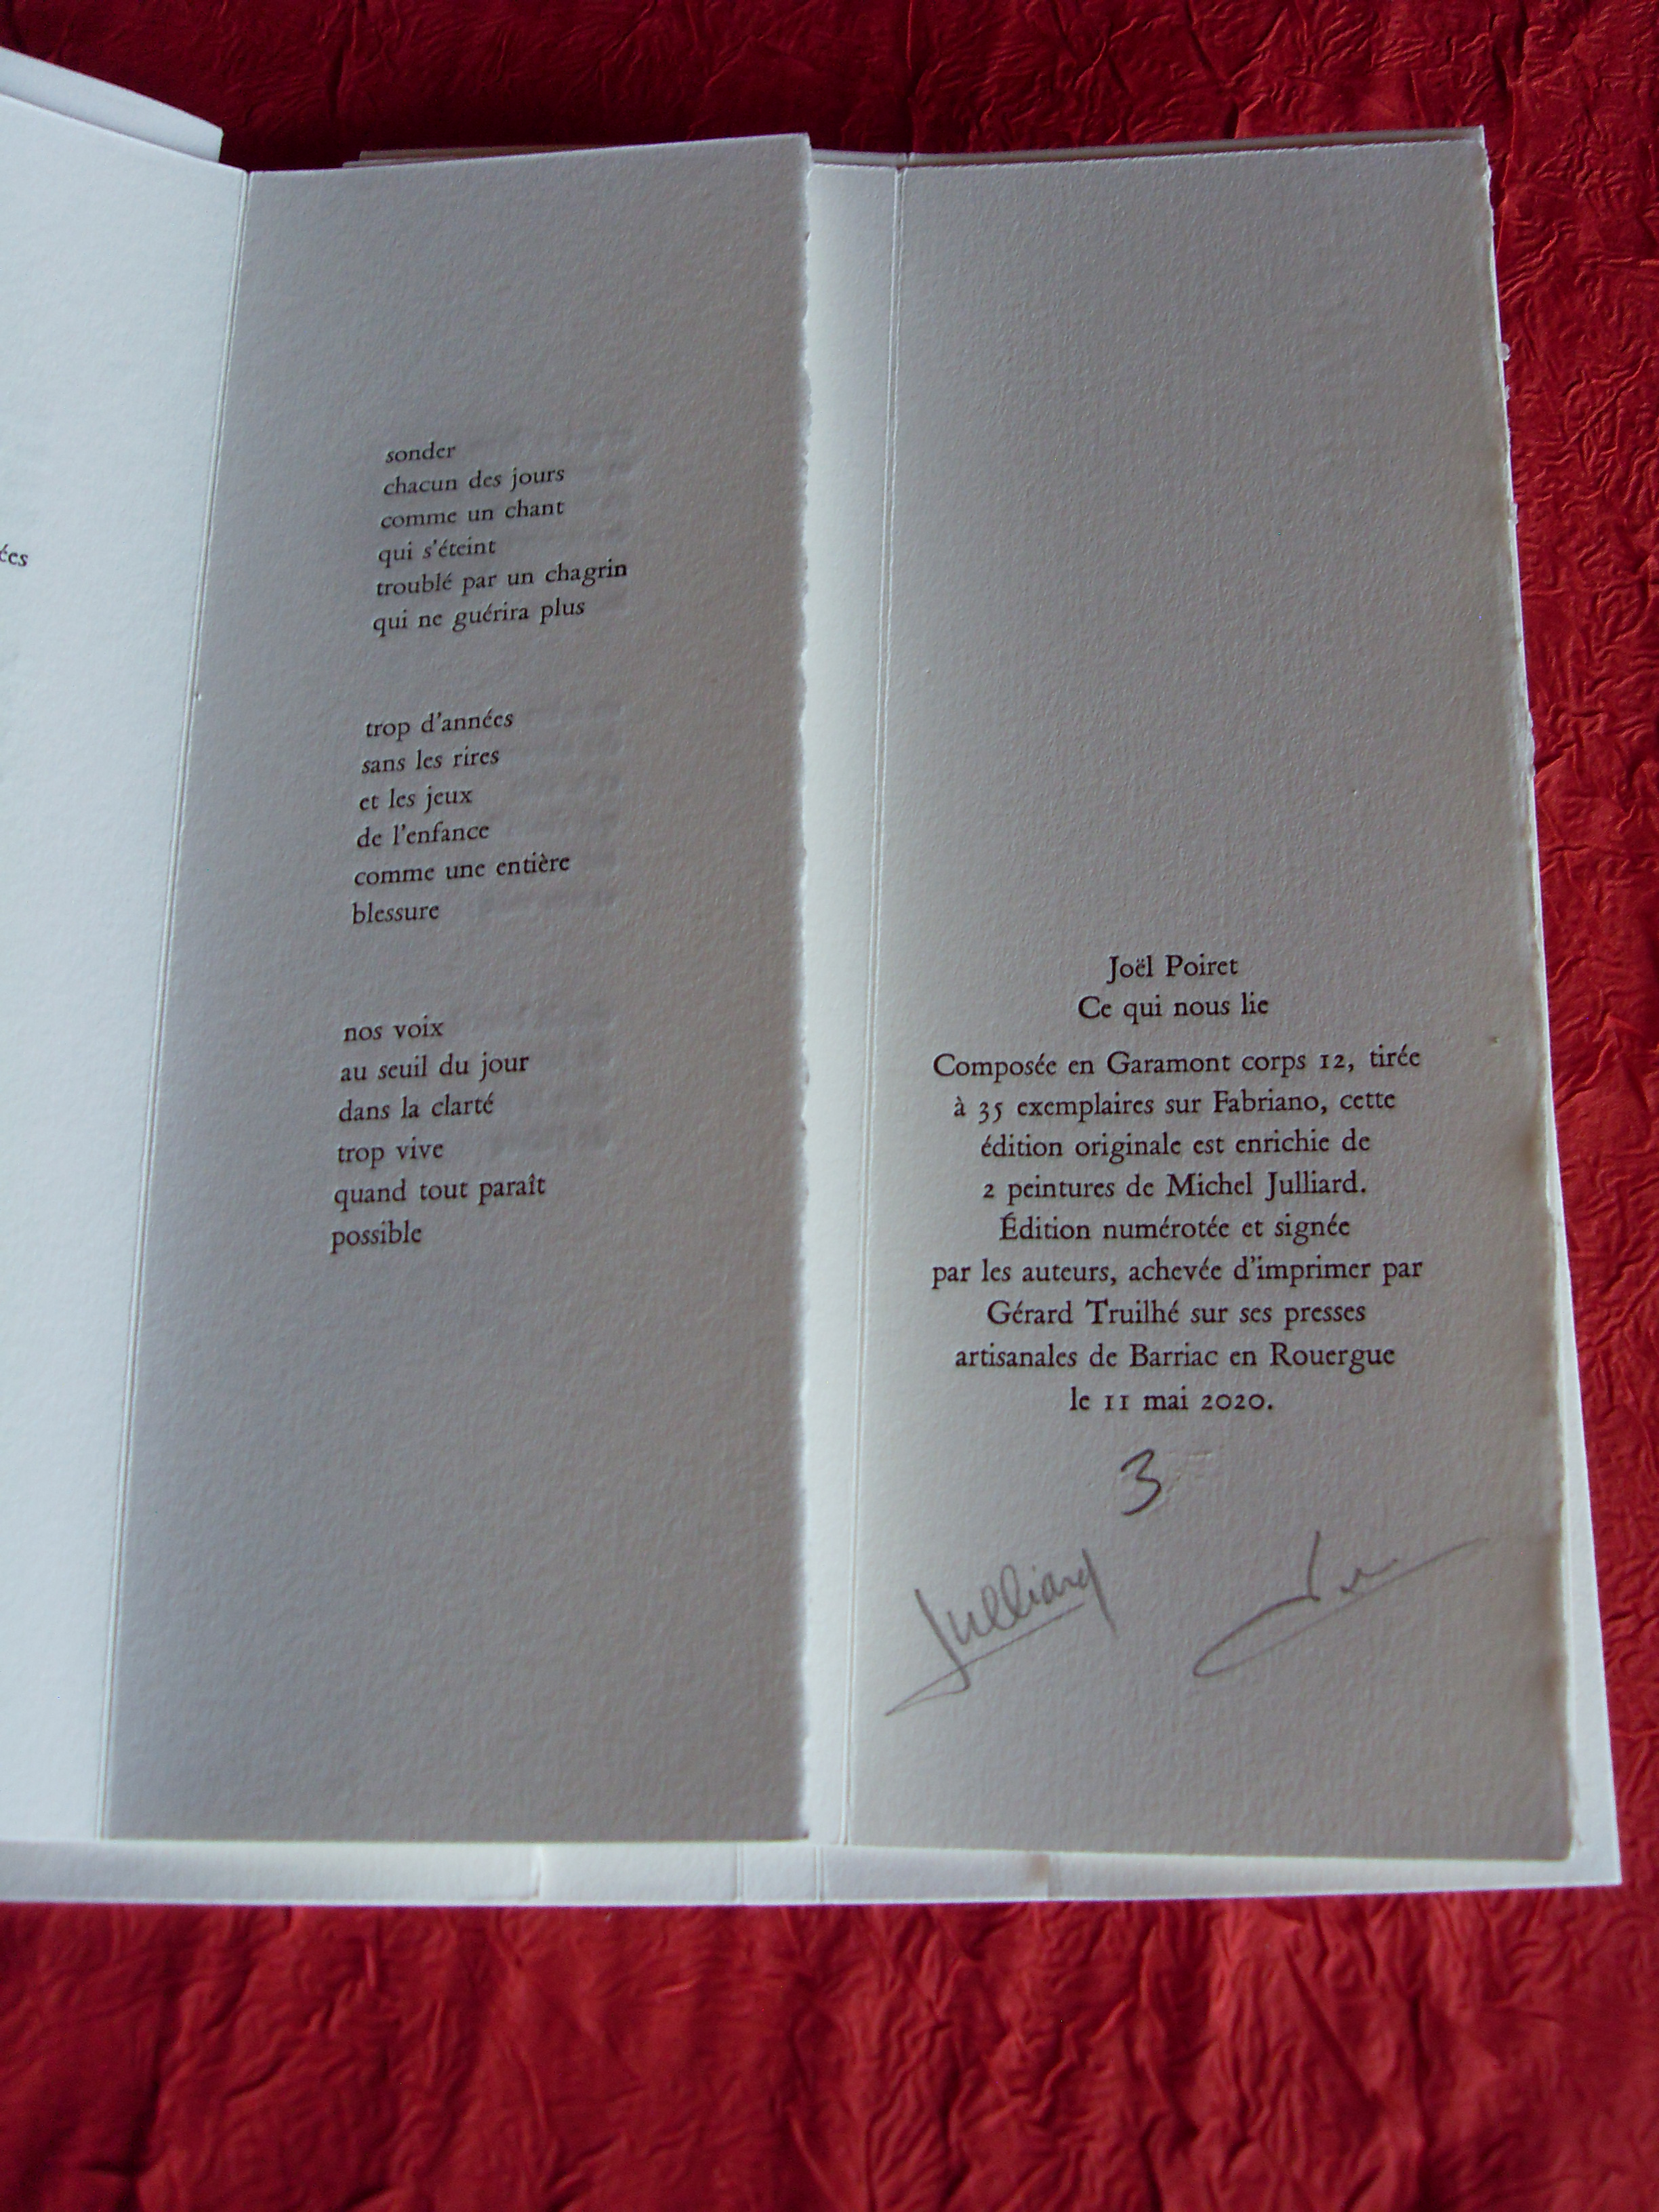 ées
sonder
chacun des jours
comme un chant
qui s'éteint
troublé par un chagrin
qui ne guérira plus
trop d'années
sans les rires
et les jeux
de l'enfance
comme une entière
blessure
nos voix
au seuil du jour
dans la clarté
trop vive
quand tout paraît
possible
Joël Poiret
Ce qui nous lie
Composée en Garamont corps 12, tirée
à 35 exemplaires sur Fabriano, cette
édition originale est enrichie de
2 peintures de Michel Julliard.
Édition numérotée et signée
par les auteurs, achevée d'imprimer par
Gérard Truilhé sur ses presses
artisanales de Barriac en Rouergue
le 11 mai 2020.
3
Julliard